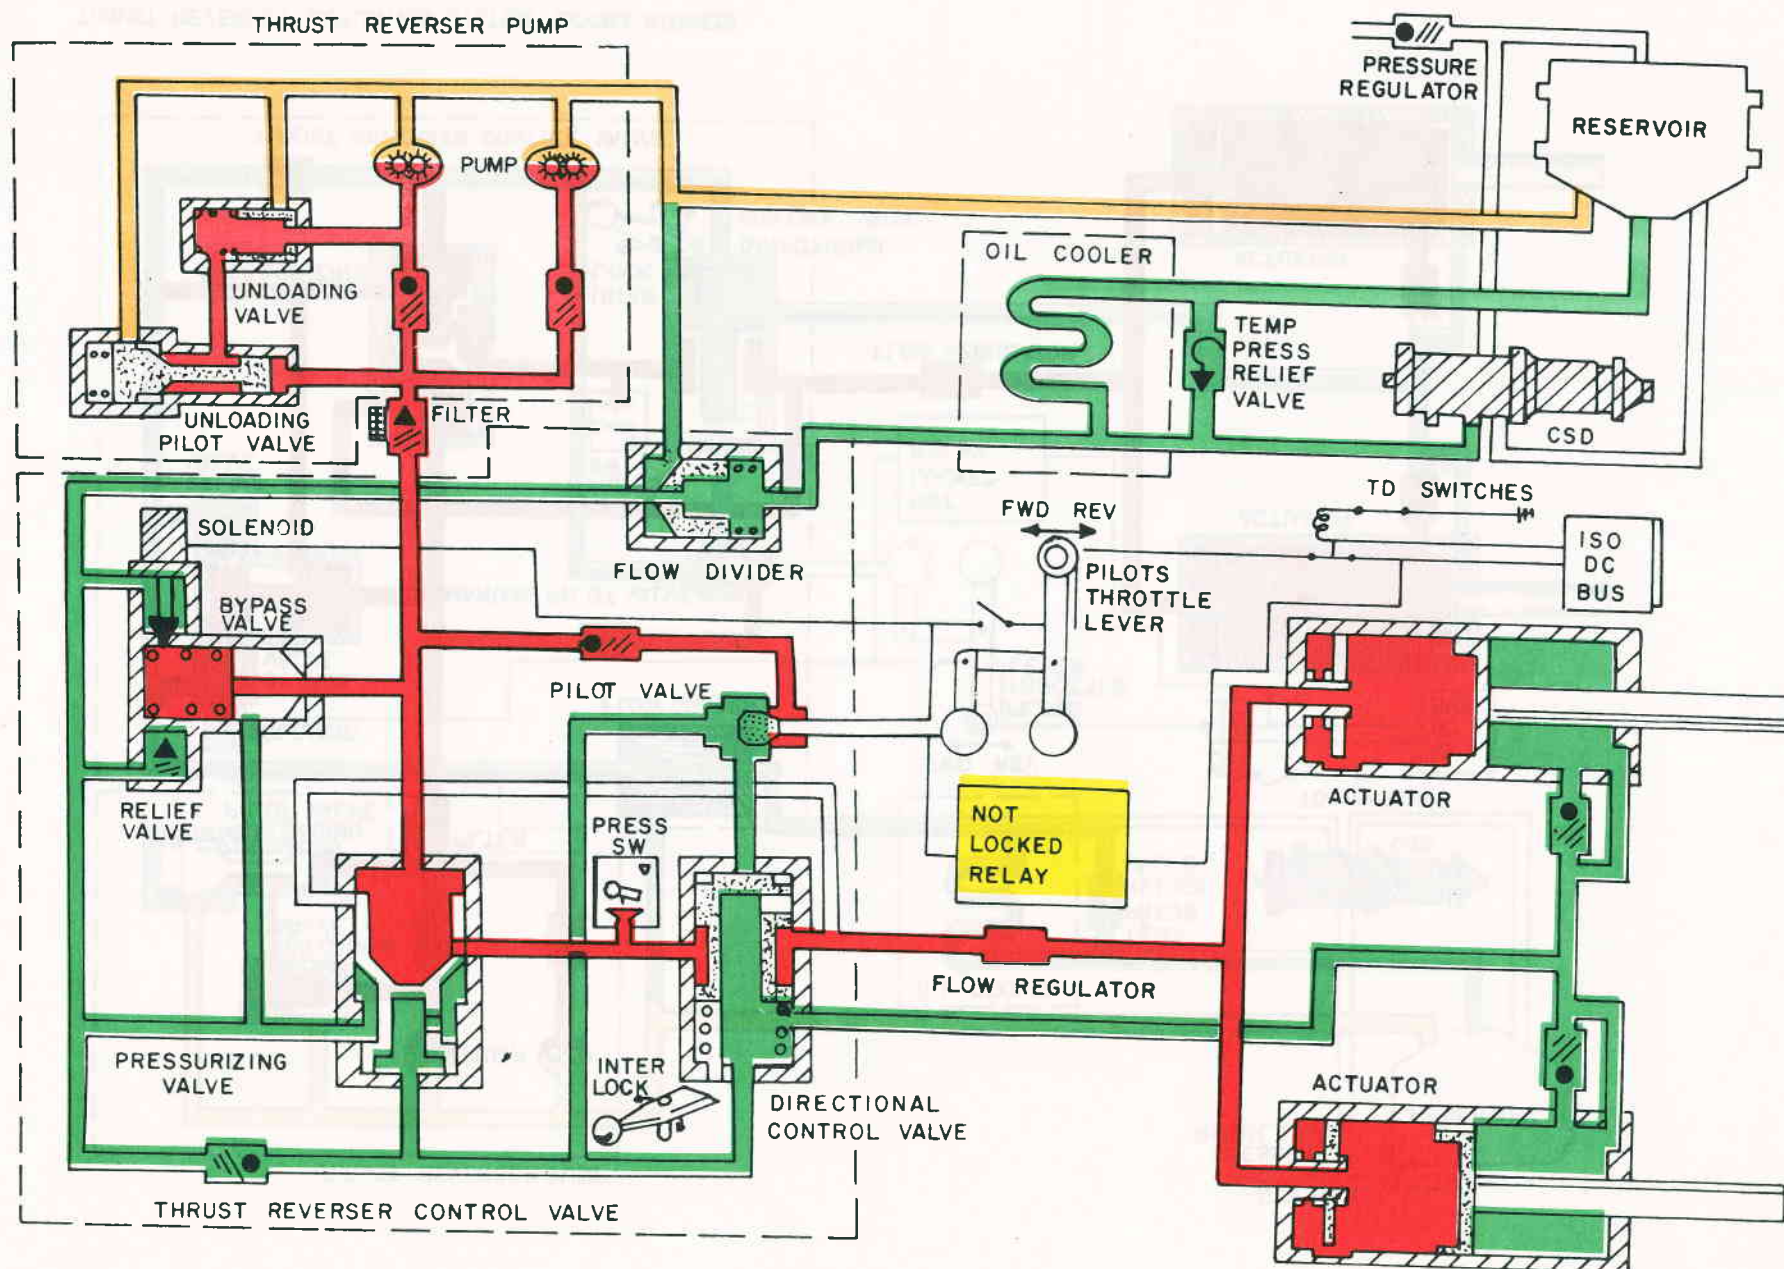 THRUST REVERSER PUMP
PRESSURE
REGULATOR
RESERVOIR
PUMP
OIL COOLER
UNLOADING
VALVE
TEMP
PRESS
RELIEF
VALVE
UNLOADING
PILOT VALVE
FILTER
CSD
TD SWITCHES
SOLENOID
FWD REV
ISO
DC
BUS
FLOW DIVIDER
PILOTS
THROTTLE
LEVER
BYPASS
VALVE
PILOT VALVE
RELIEF
VALVE
PRESS
SW
NOT
LOCKED
RELAY
ACTUATOR
FLOW REGULATOR
PRESSURIZING
VALVE
INTER
LOCK
DIRECTIONAL
CONTROL VALVE
ACTUATOR
THRUST REVERSER CONTROL VALVE